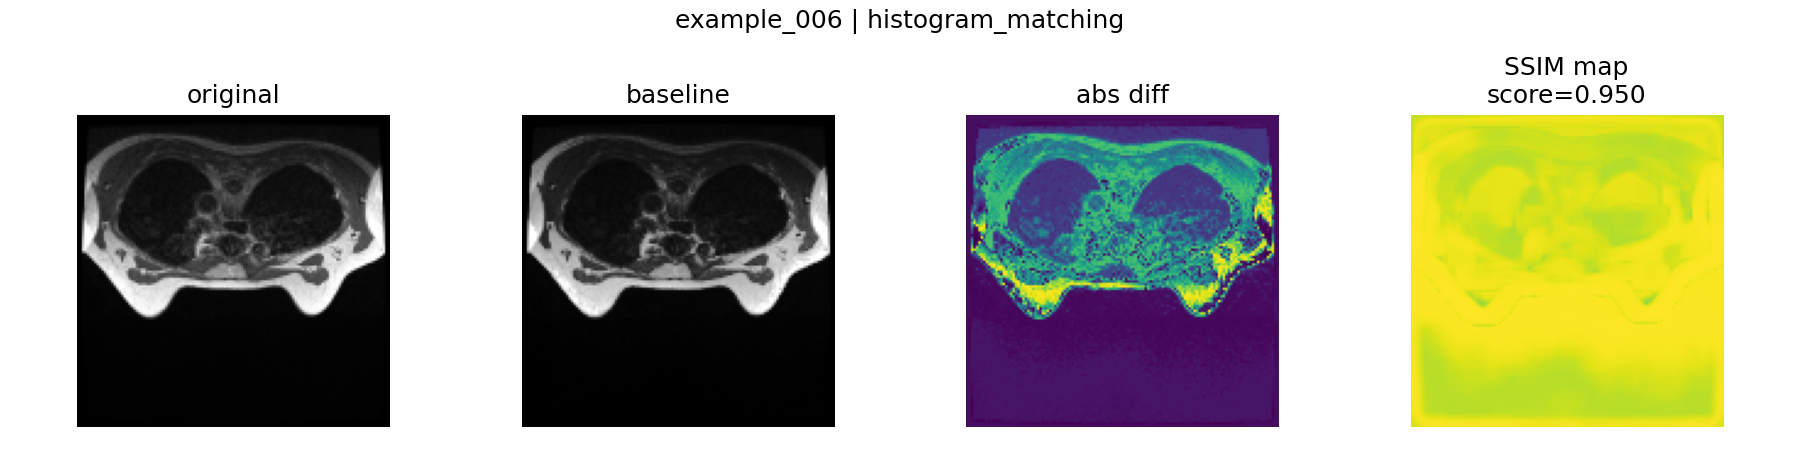 example_006 | histogram_matching
original
baseline
abs diff
SSIM map
score=0.950